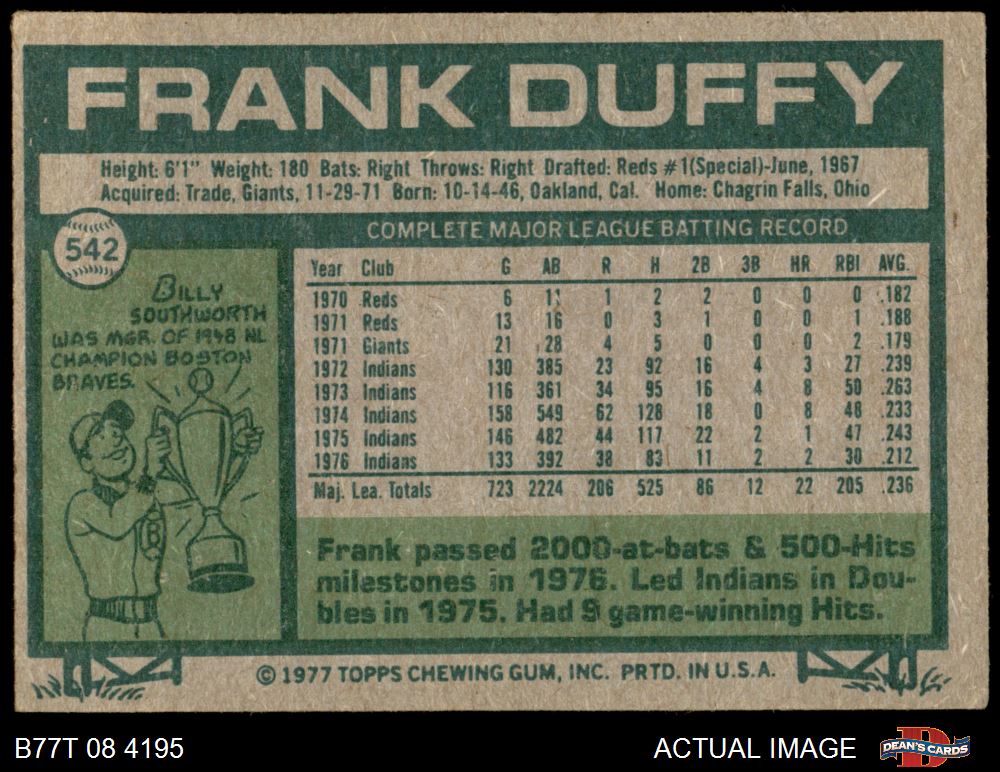 FRANK DUFFY
Height: 6'1" Weight: 180 Bats: Right Throws: Right Drafted: Reds #1(Special)-June, 1967
Acquired: Trade, Giants, 11-29-71 Born: 10-14-46, Oakland, Cal. Home: Chagrin Falls, Ohio
542
BILLY
SOUTHWORTH
WAS MGR. OF 1948 NL
CHAMPION BOSTON
BRAVES.
B
COMPLETE MAJOR LEAGUE BATTING RECORD
Year Club G AB R H 2B 3B HR RBI AVG.
1970 Reds 6 11 1 2 2 0 0 0 .182
1971 Reds 13 16 0 3 1 0 0 1 .188
1971 Giants 21 28 4 5 0 0 0 2 .179
1972 Indians 130 385 23 92 16 4 3 27 .239
1973 Indians 116 361 34 95 16 4 8 50 .263
1974 Indians 158 549 62 128 18 0 8 48 .233
1975 Indians 146 482 44 117 22 2 1 47 .243
1976 Indians 133 392 38 83 11 2 2 30 .212
Maj. Lea. Totals 723 2224 206 525 86 12 22 205 .236
Frank passed 2000-at-bats & 500-Hits
milestones in 1976. Led Indians in Dou-
bles in 1975. Had 9 game-winning Hits.
© 1977 TOPPS CHEWING GUM, INC. PRTD. IN U.S.A.
B77T 08 4195
ACTUAL IMAGE
D
DEAN'S CARDS